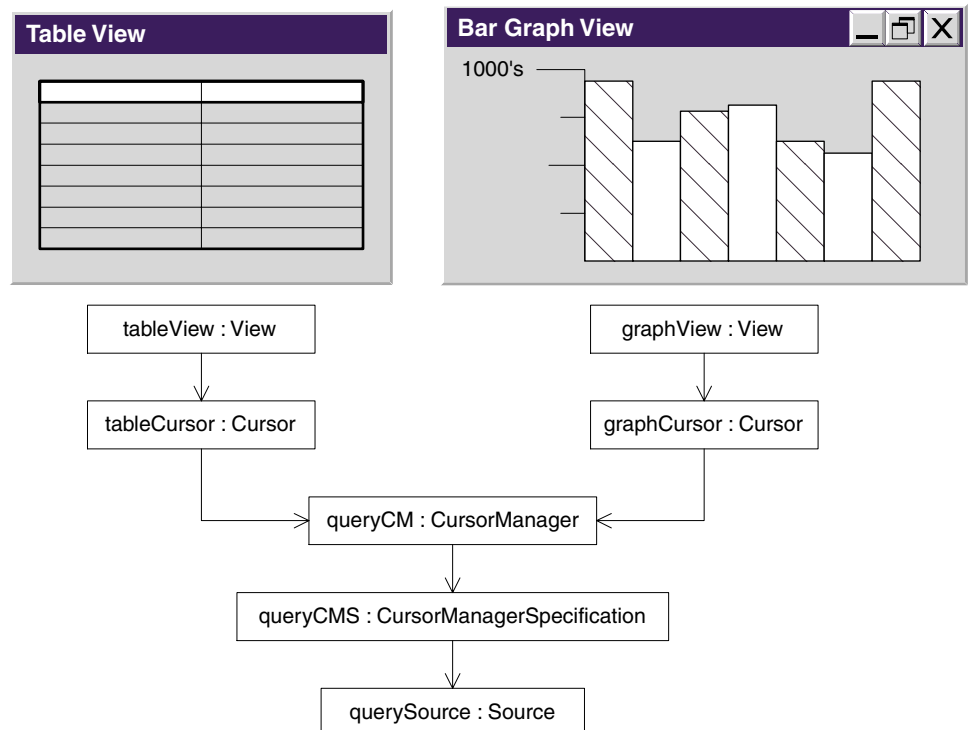 Table View
Bar Graph View
1000's
tableView : View
graphView : View
tableCursor : Cursor
graphCursor : Cursor
queryCM : CursorManager
queryCMS : CursorManagerSpecification
querySource : Source